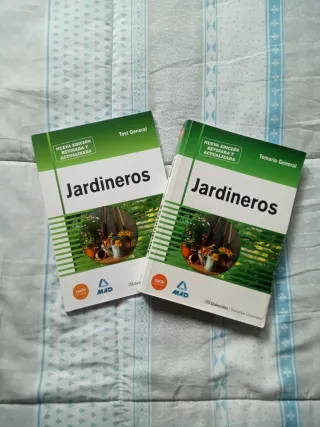 NUEVA EDICIÓN
REVISADA Y
ACTUALIZADA
Test General
Jardineros
MAD
NUEVA EDICIÓN
REVISADA Y
ACTUALIZADA
Temario General
Jardineros
MAD